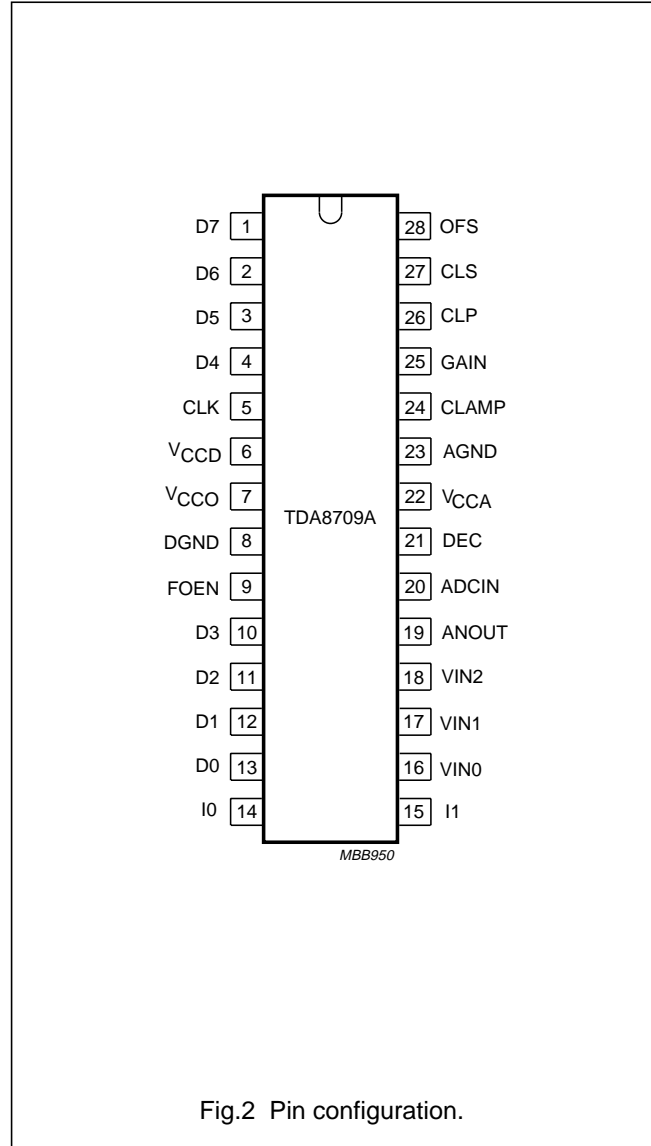 D7 1 28 OFS
D6 2 27 CLS
D5 3 26 CLP
D4 4 25 GAIN
CLK 5 24 CLAMP
VCCD 6 23 AGND
VCCO 7 22 VCCA
TDA8709A
DGND 8 21 DEC
FOEN 9 20 ADCIN
D3 10 19 ANOUT
D2 11 18 VIN2
D1 12 17 VIN1
D0 13 16 VIN0
I0 14 15 I1
MBB950
Fig.2 Pin configuration.